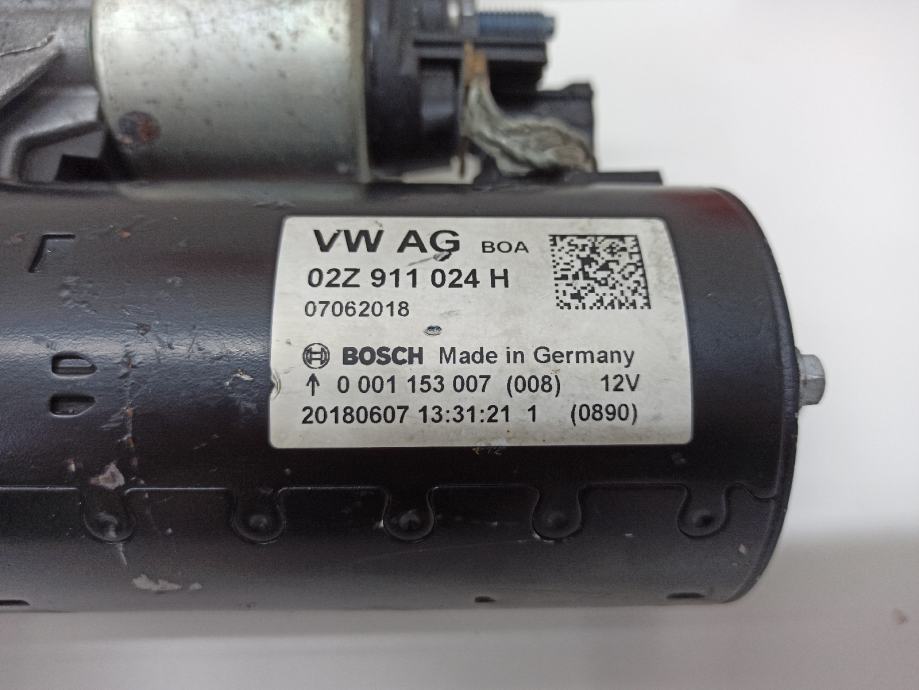 VW AG BOA
02Z 911 024 H
07062018
BOSCH Made in Germany
↑ 0 001 153 007 (008) 12V
20180607 13:31:21 1 (0890)